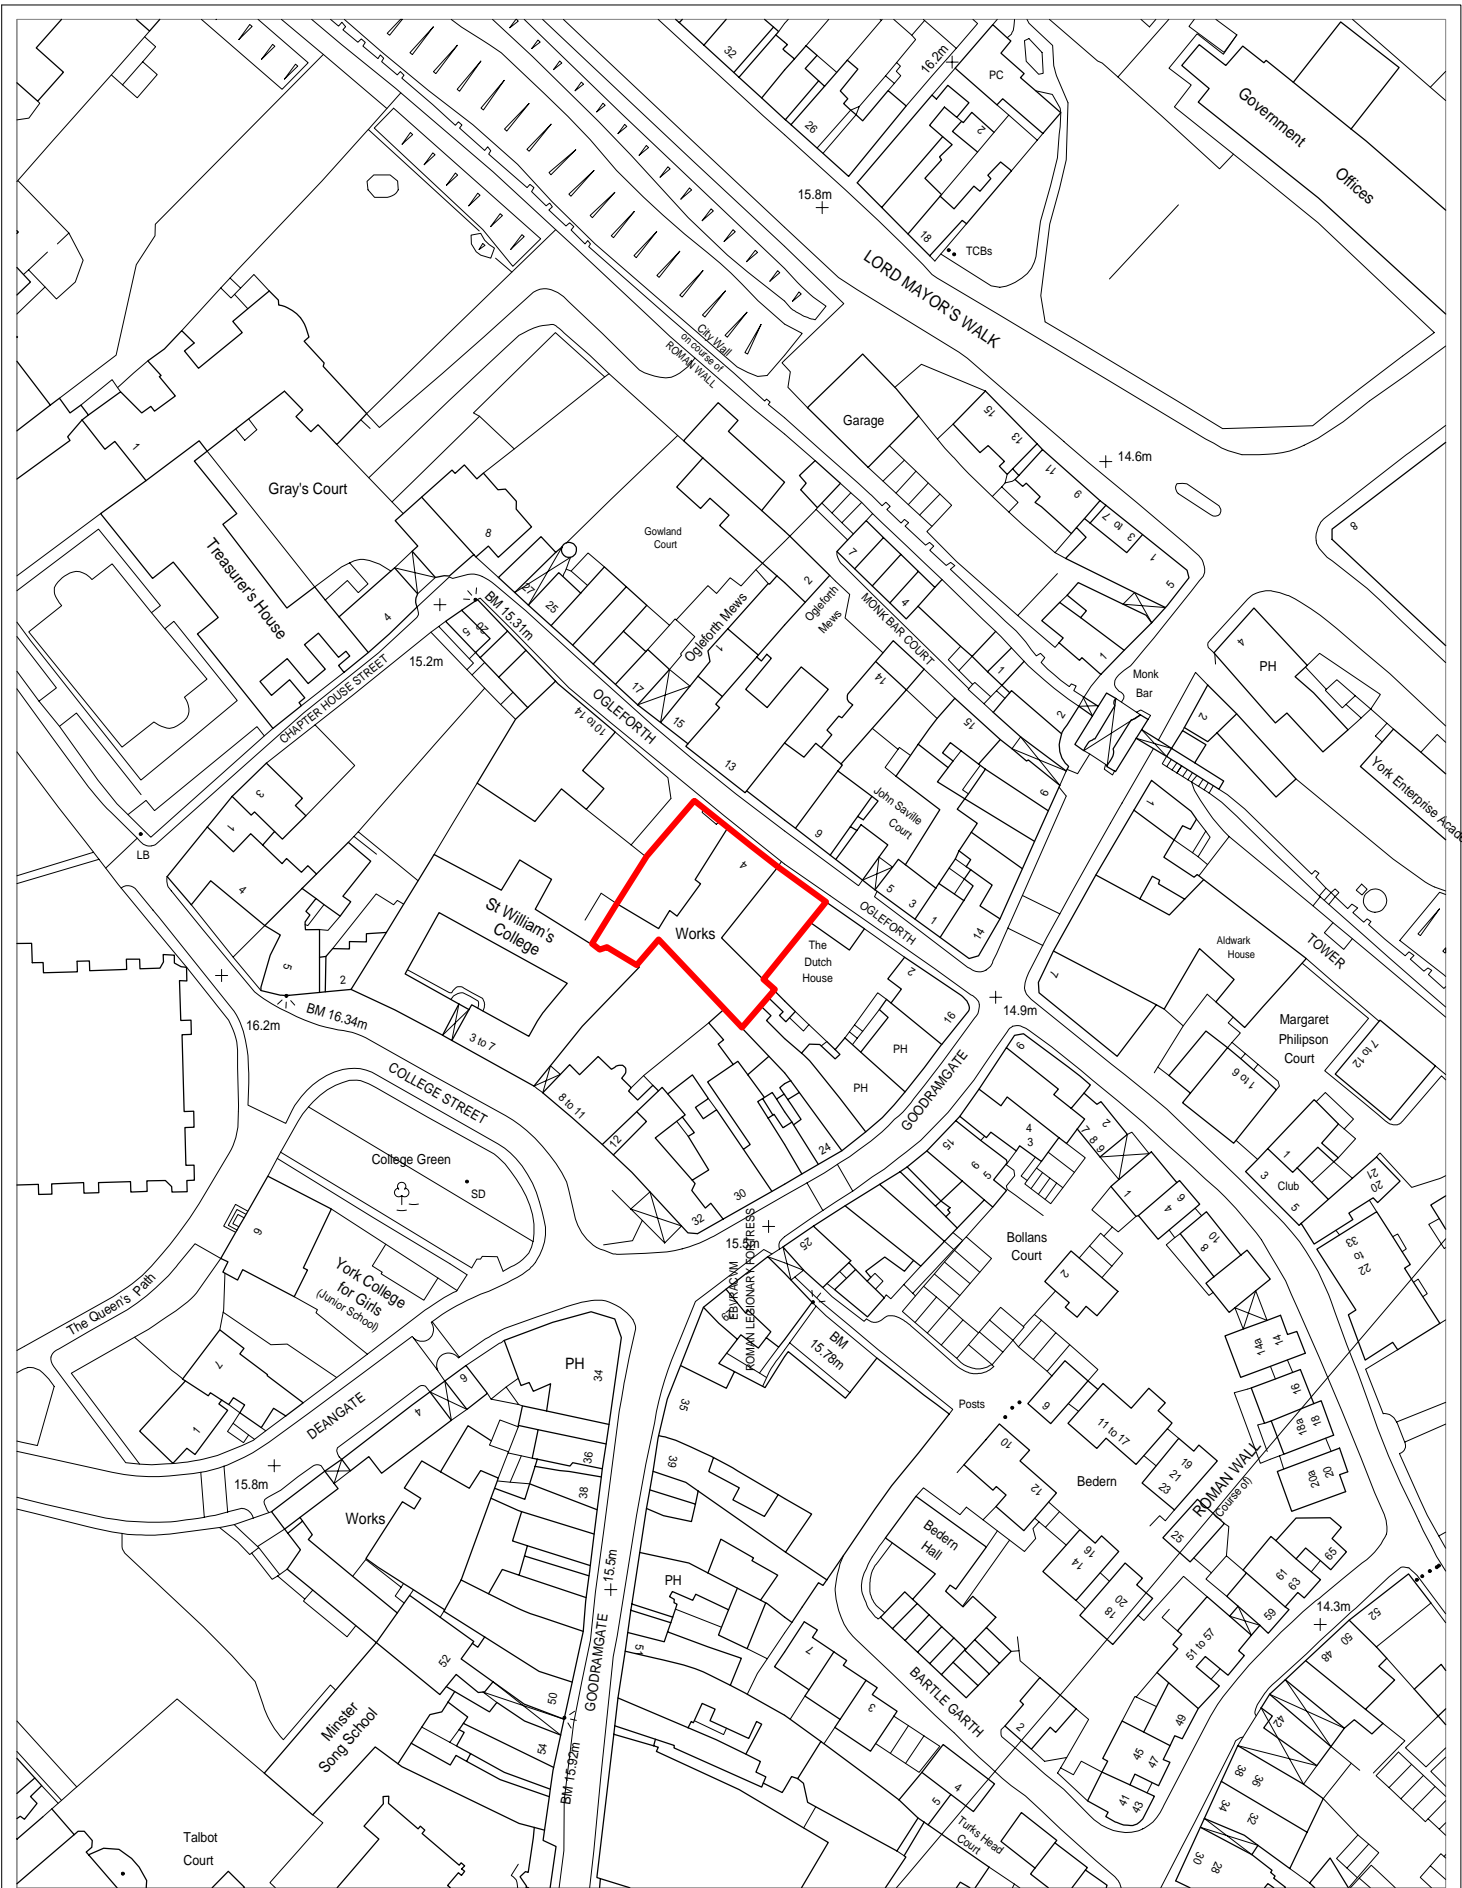 32
16.2m
PC
26
2
Government
Offices
15.8m
18
TCBs
LORD MAYOR'S WALK
City Wall
on course of
ROMAN WALL
Garage
15
13
11
9
3 to 7
1
5
14.6m
8
1
Gray's Court
Treasurer's House
8
Gowland
Court
7
4
MONK BAR COURT
1
2
Ogleforth
Mews
2
Ogleforth Mews
1
27
25
BM 15.31m
20
5
4
15.2m
CHAPTER HOUSE STREET
17
15
OGLEFORTH
10 to 14
13
14
15
Monk
Bar
1
2
4
PH
York Enterprise Acad
6
John Saville
Court
9
5
3
1
14
OGLEFORTH
1
7
3
1
LB
4
5
2
St William's
College
4
Works
The
Dutch
House
2
16
PH
PH
Aldwark
House
TOWER
Margaret
Philipson
Court
7 to 12
1 to 6
14.9m
16.2m
BM 16.34m
3 to 7
COLLEGE STREET
8 to 11
12
24
30
32
GOODRAMGATE
9
4
3
2
7 8 9
15
6
5
1
6
4
10
8
1
3
5
Club
20
21
22 to 33
College Green
SD
15.5m
25
Bollans
Court
2
EBVRACVM
ROMAN LEGIONARY FORTRESS
29
BM
15.78m
6
York College
for Girls
(Junior School)
The Queen's Path
7
1
DEANGATE
4
6
PH
34
35
36
38
39
Posts
9
11 to 17
10
12
19
21
23
Bedern
14a
14
16
18a
18
20a
20
ROMAN WALL
(Course of)
25
15.8m
Works
15.5m
PH
Bedern
Hall
16
14
20
18
61
63
65
59
51 to 57
14.3m
52
50
48
42
GOODRAMGATE
51
52
50
54
BM 15.92m
Minster
Song School
7
3
BARTLE GARTH
2
4
5
Turks Head
Court
49
45
47
41
43
38
36
34
32
30
28
Talbot
Court